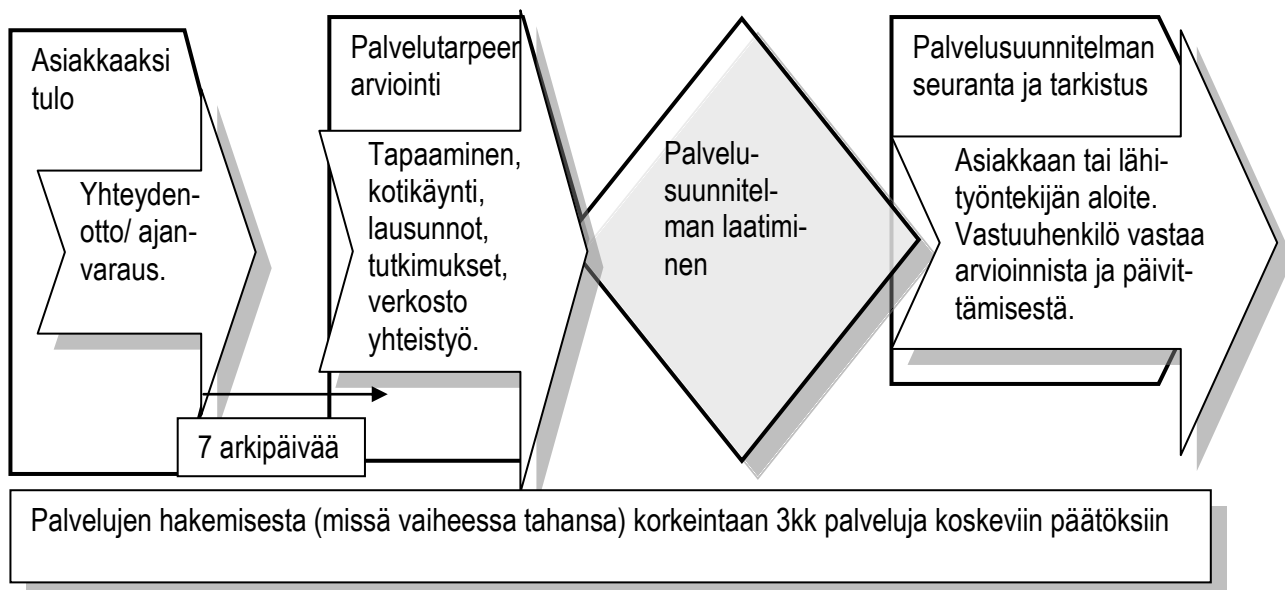 Asiakkaaksi
tulo
Yhteyden-
otto/ ajan-
varaus.
7 arkipäivää
Palvelutarpeen
arviointi
Tapaaminen,
kotikäynti,
lausunnot,
tutkimukset,
verkosto
yhteistyö.
Palvelu-
suunnitel-
man laatimi-
nen
Palvelusuunnitelman
seuranta ja tarkistus
Asiakkaan tai lähi-
työntekijän aloite.
Vastuuhenkilö vastaa
arvioinnista ja päivit-
tämisestä.
Palvelujen hakemisesta (missä vaiheessa tahansa) korkeintaan 3kk palveluja koskeviin päätöksiin